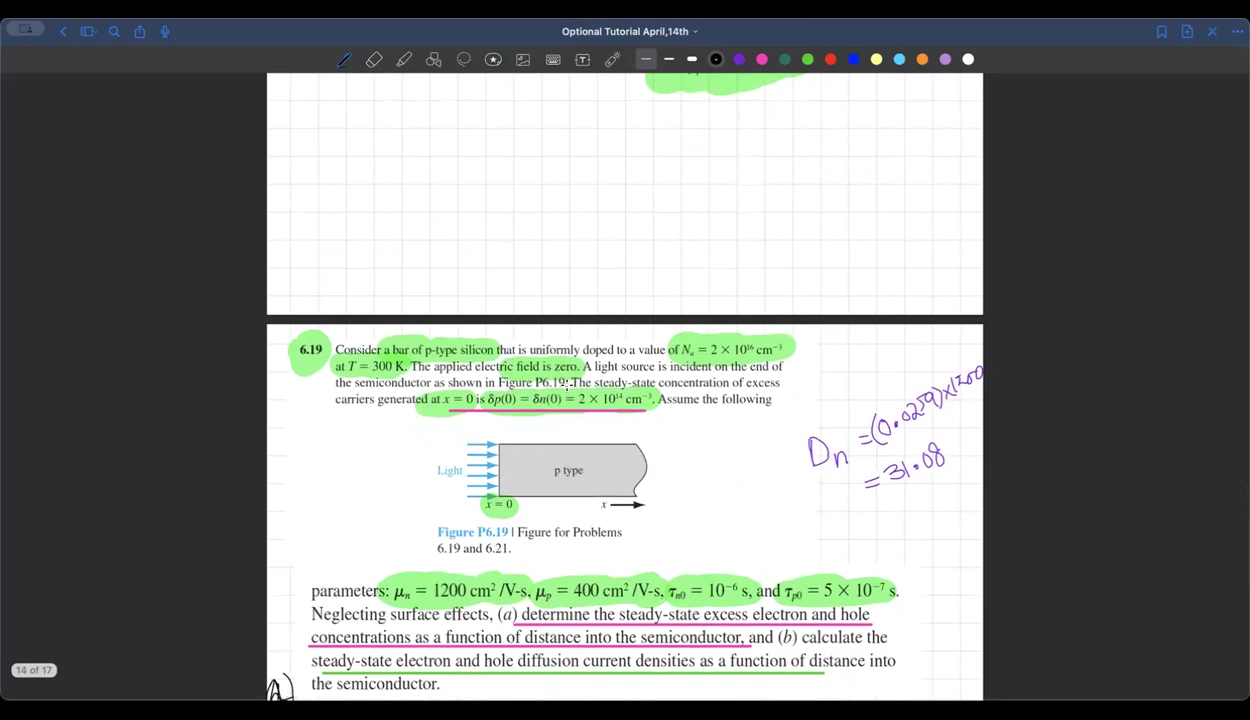 Optional Tutorial April,14th
6.19 Consider a bar of p-type silicon that is uniformly doped to a value of Nₐ = 2 × 10¹⁶ cm⁻³
at T = 300 K. The applied electric field is zero. A light source is incident on the end of
the semiconductor as shown in Figure P6.19. The steady-state concentration of excess
carriers generated at x = 0 is δp(0) = δn(0) = 2 × 10¹⁴ cm⁻³. Assume the following
Dn = (0.0259)×1200
= 31.08
Light
p type
x = 0
x
Figure P6.19 | Figure for Problems
6.19 and 6.21.
parameters: μₙ = 1200 cm² /V-s, μₚ = 400 cm² /V-s, τₙ₀ = 10⁻⁶ s, and τₚ₀ = 5 × 10⁻⁷ s.
Neglecting surface effects, (a) determine the steady-state excess electron and hole
concentrations as a function of distance into the semiconductor, and (b) calculate the
steady-state electron and hole diffusion current densities as a function of distance into
the semiconductor.
14 of 17